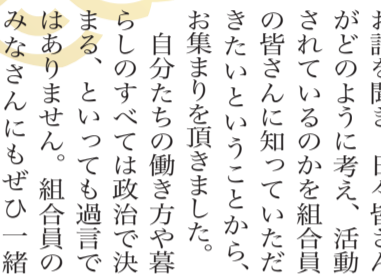 お話を聞き、日々皆さん
がどのように考え、活動
されているのかを組合員
の皆さんに知っていただ
きたいということから、
お集まりを頂きました。
自分たちの働き方や暮
らしのすべては政治で決
まる、といっても過言で
はありません。組合員の
みなさんにもぜひ一緒